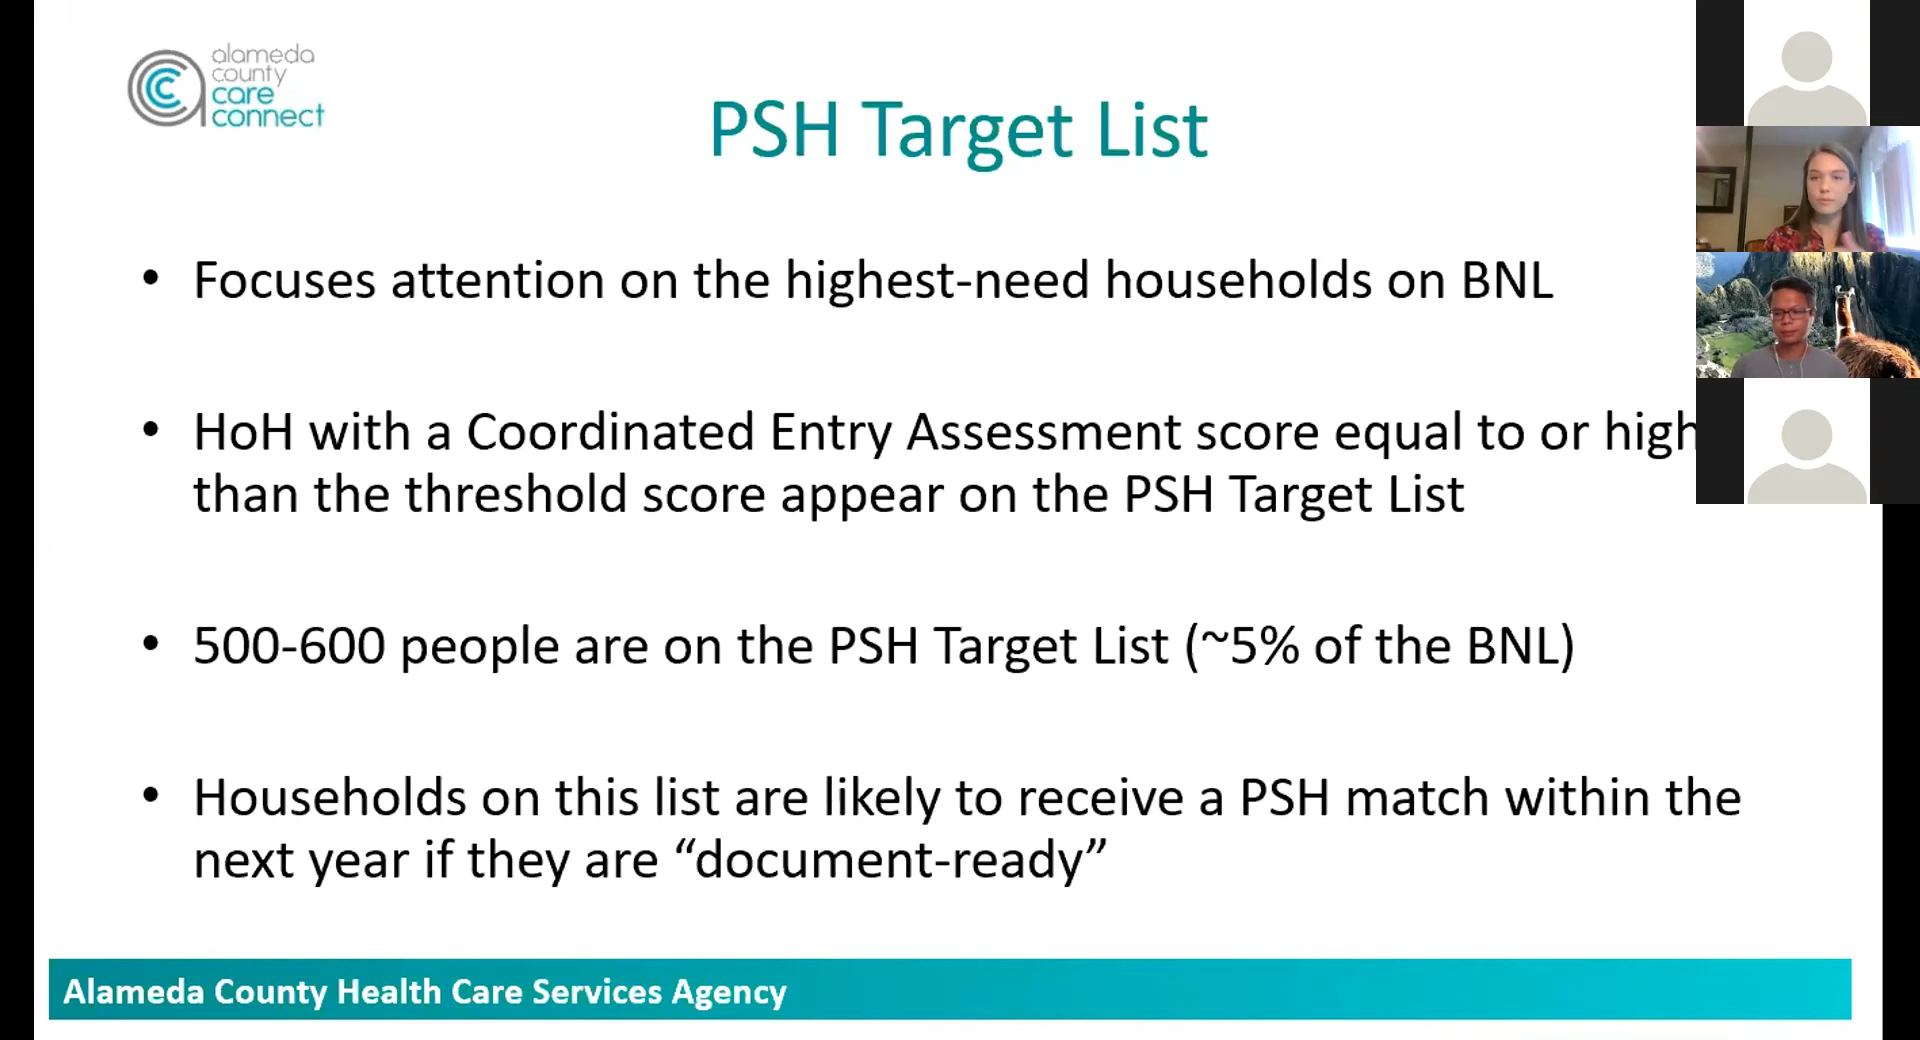 alameda
county
care
connect
PSH Target List
• Focuses attention on the highest-need households on BNL
• HoH with a Coordinated Entry Assessment score equal to or high
than the threshold score appear on the PSH Target List
• 500-600 people are on the PSH Target List (~5% of the BNL)
• Households on this list are likely to receive a PSH match within the
next year if they are “document-ready”
Alameda County Health Care Services Agency